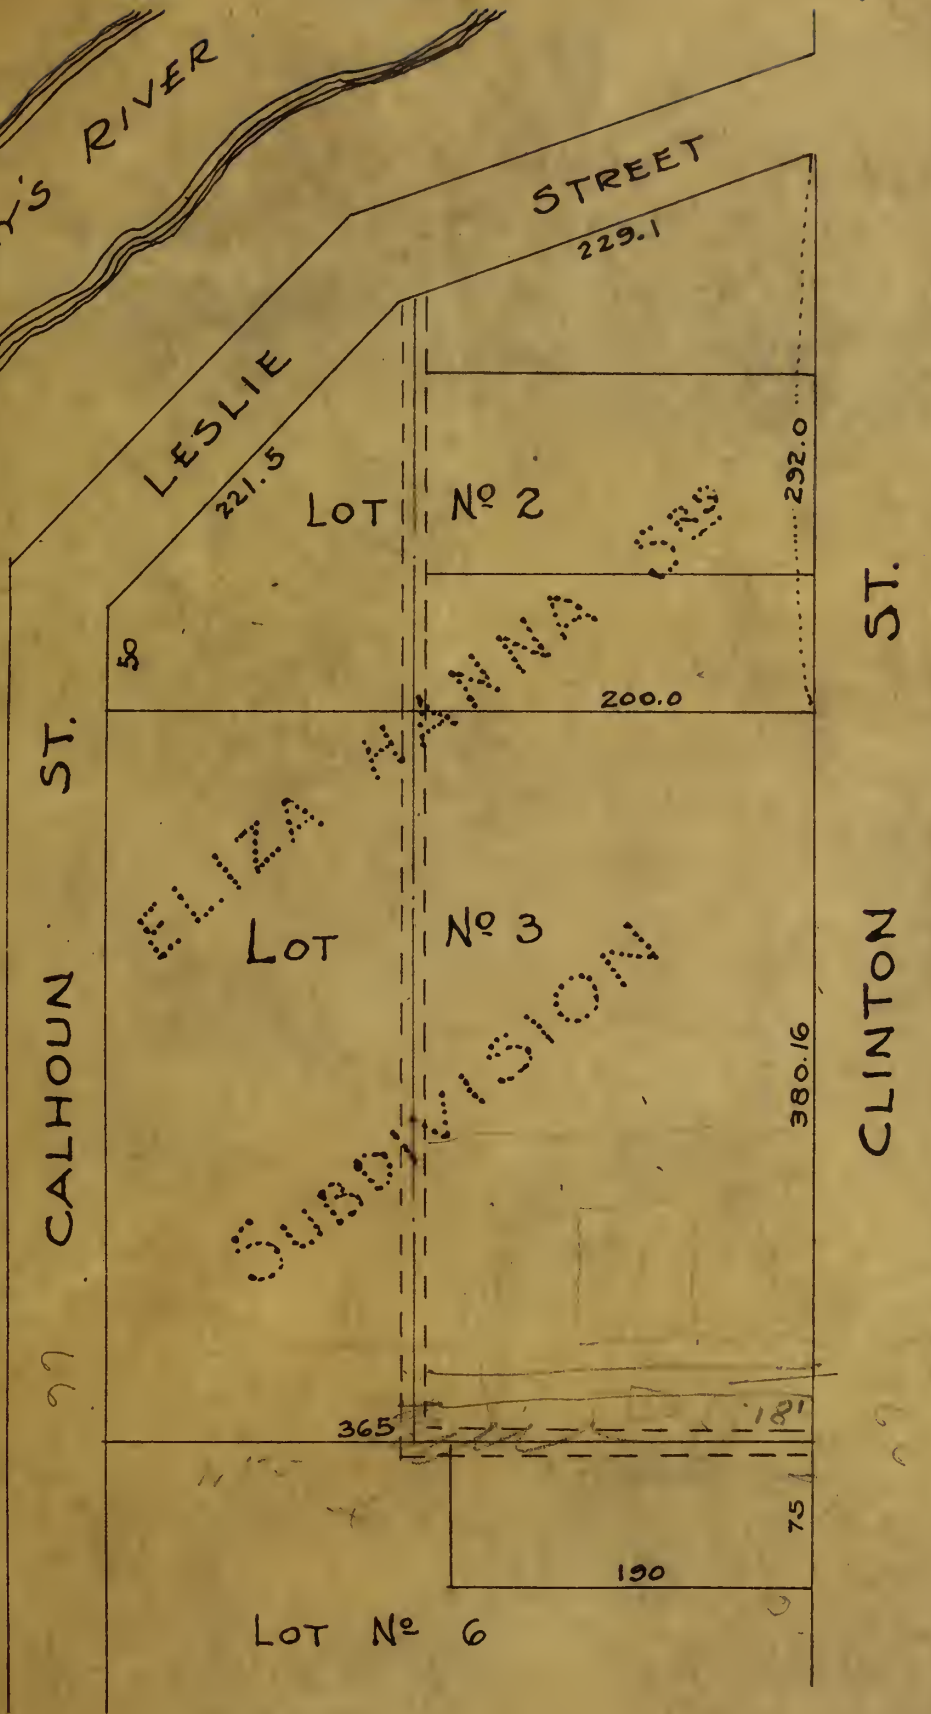 Y'S RIVER
STREET
229.1
LESLIE
221.5
LOT Nº 2
292.0
50
200.0
ST.
ST.
ELIZA HANNA SRS
SUBDIVISION
LOT Nº 3
CALHOUN
CLINTON
380.16
365
181
75
190
LOT Nº 6